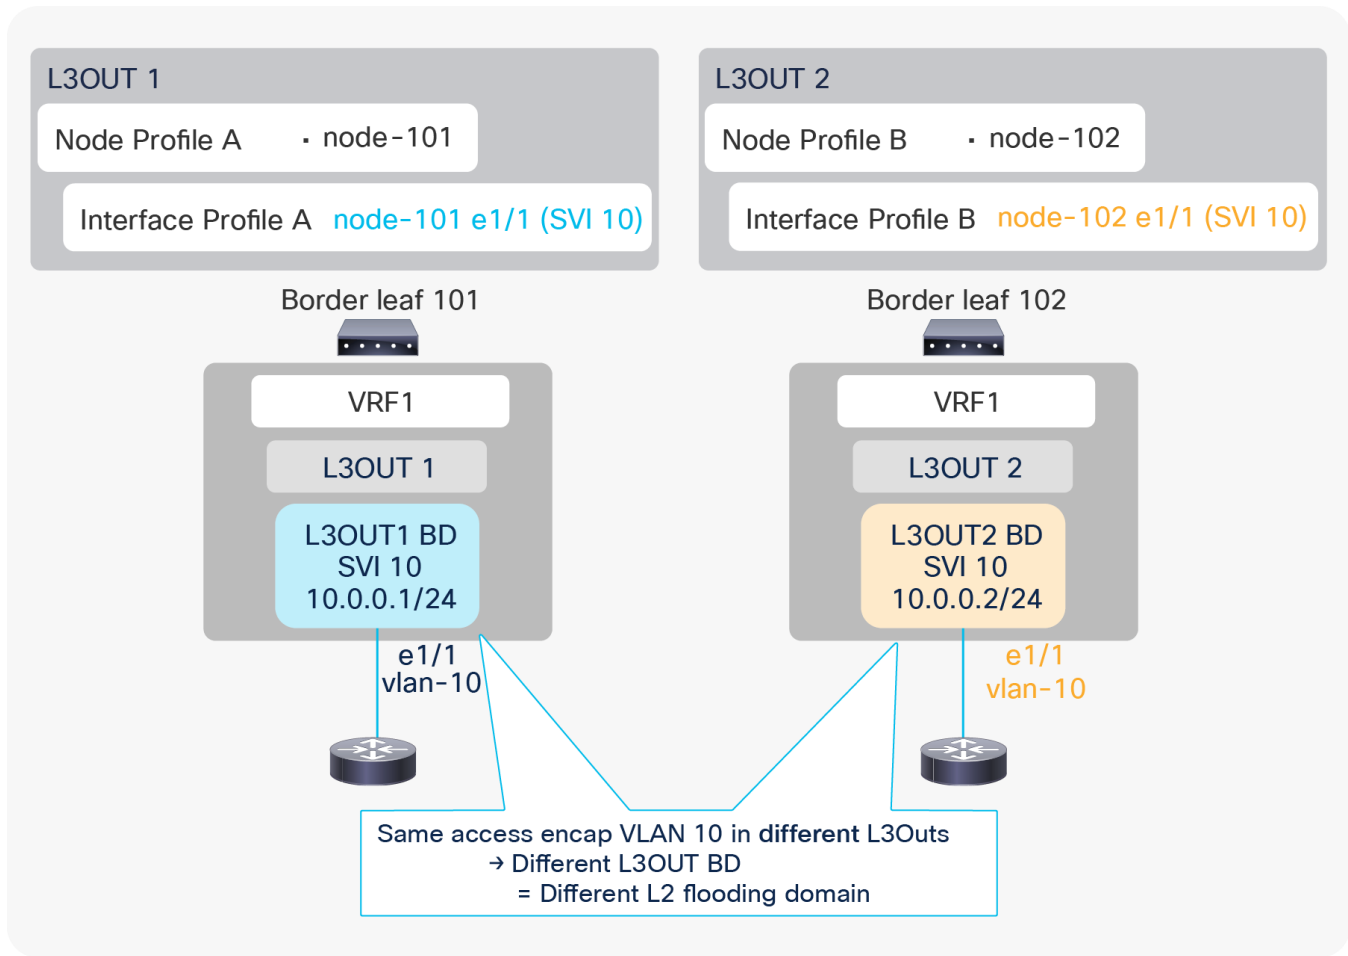 L3OUT 1
Node Profile A · node-101
Interface Profile A node-101 e1/1 (SVI 10)
L3OUT 2
Node Profile B · node-102
Interface Profile B node-102 e1/1 (SVI 10)
Border leaf 101
VRF1
L3OUT 1
L3OUT1 BD
SVI 10
10.0.0.1/24
e1/1
vlan-10
Border leaf 102
VRF1
L3OUT 2
L3OUT2 BD
SVI 10
10.0.0.2/24
e1/1
vlan-10
Same access encap VLAN 10 in different L3Outs
→ Different L3OUT BD
= Different L2 flooding domain